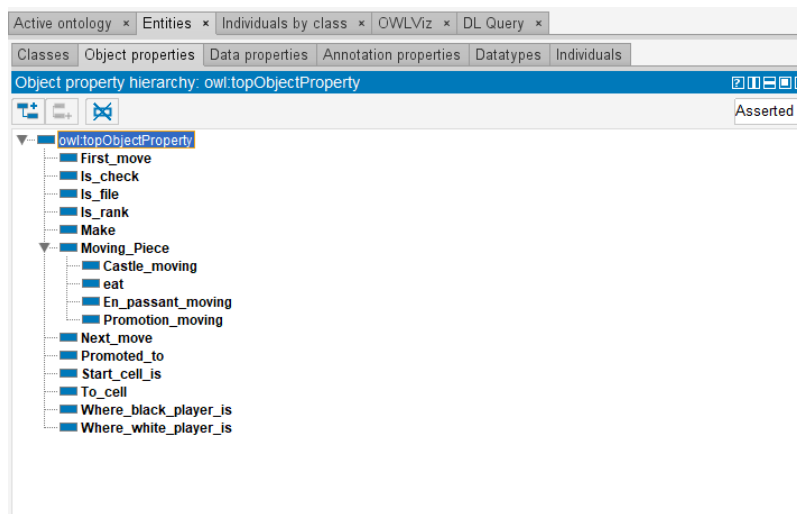 Active ontology × Entities × Individuals by class × OWLViz × DL Query ×
Classes Object properties Data properties Annotation properties Datatypes Individuals
Object property hierarchy: owl:topObjectProperty
Asserted
owl:topObjectProperty
First_move
Is_check
Is_file
Is_rank
Make
Moving_Piece
Castle_moving
eat
En_passant_moving
Promotion_moving
Next_move
Promoted_to
Start_cell_is
To_cell
Where_black_player_is
Where_white_player_is